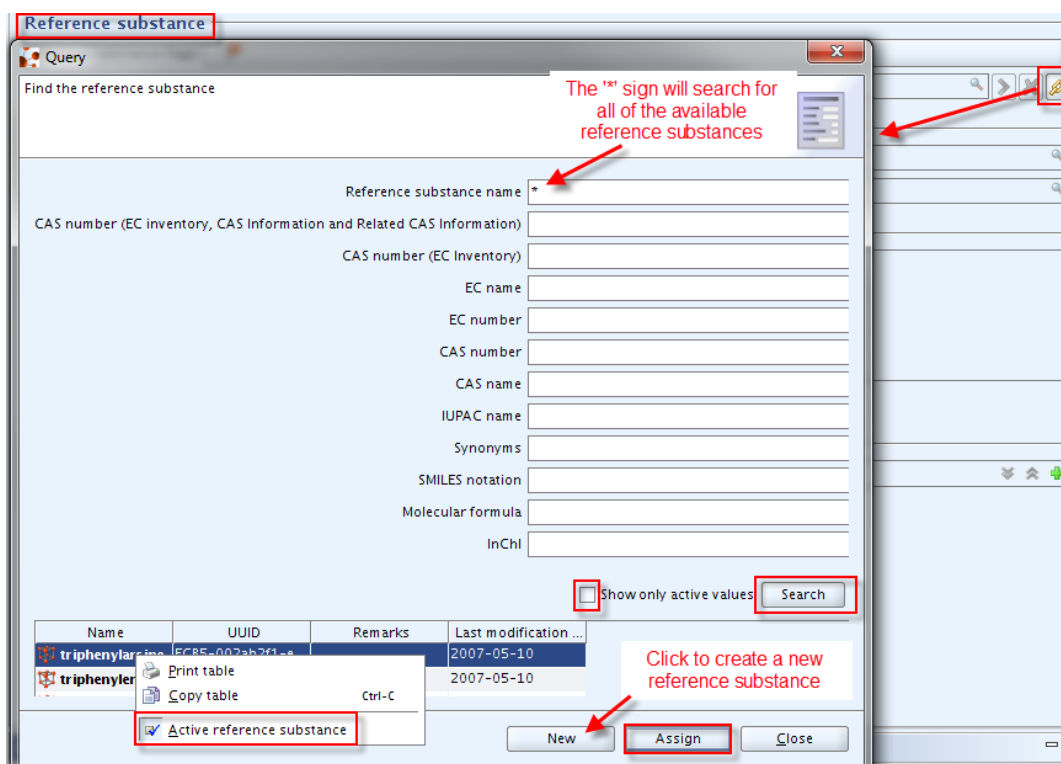 Reference substance
Query
Find the reference substance
The '*' sign will search for
all of the available
reference substances
Reference substance name *
CAS number (EC inventory, CAS Information and Related CAS Information)
CAS number (EC Inventory)
EC name
EC number
CAS number
CAS name
IUPAC name
Synonyms
SMILES notation
Molecular formula
InChI
Show only active values Search
Name UUID Remarks Last modification ...
2007-05-10
2007-05-10
Click to create a new
reference substance
Print table
Copy table Ctrl-C
Active reference substance
New Assign Close